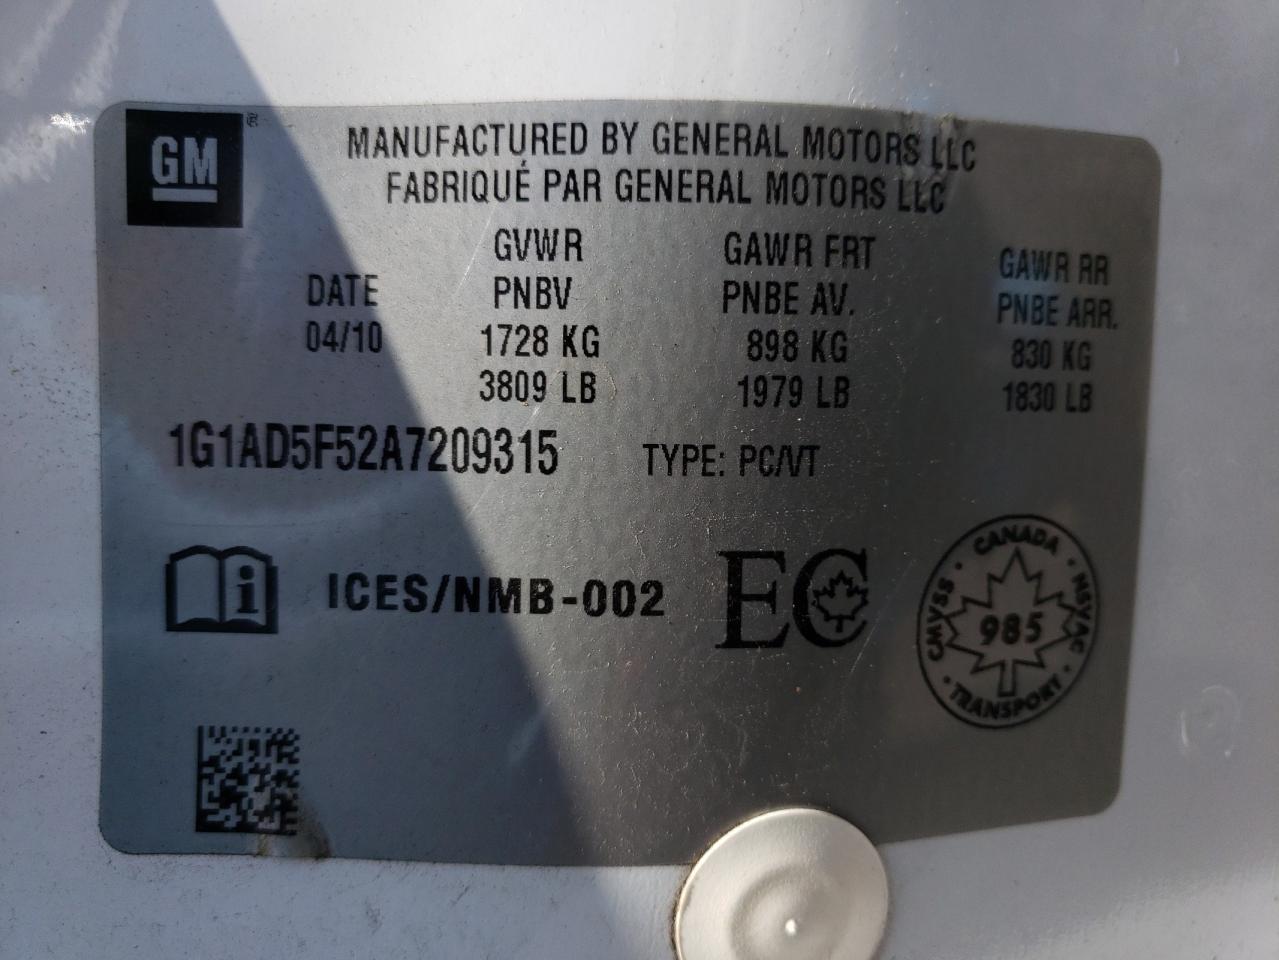 GM ®
MANUFACTURED BY GENERAL MOTORS LLC
FABRIQUÉ PAR GENERAL MOTORS LLC
GVWR GAWR FRT GAWR RR
DATE PNBV PNBE AV. PNBE ARR.
04/10 1728 KG 898 KG 830 KG
3809 LB 1979 LB 1830 LB
1G1AD5F52A7209315 TYPE: PC/VT
i ICES/NMB-002 EC
CANADA · NSVAC · TRANSPORT · CMVSS ·
985